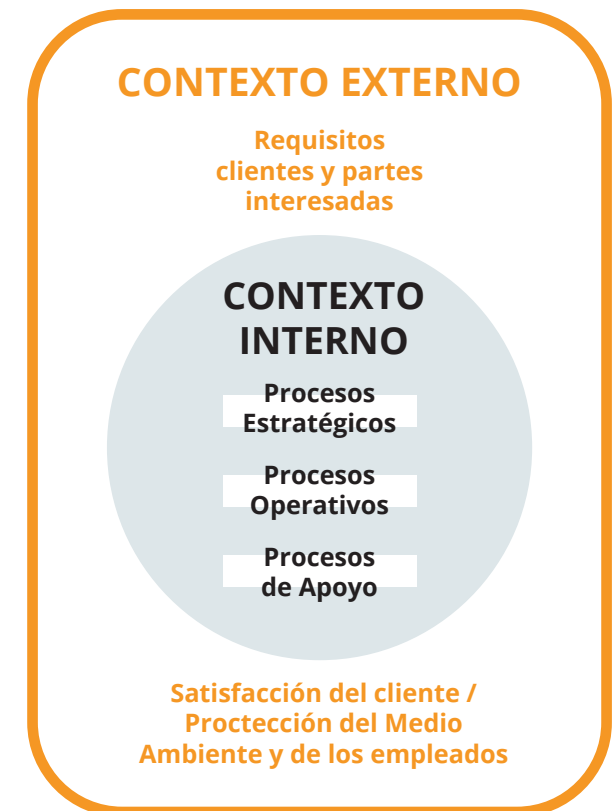 CONTEXTO EXTERNO
Requisitos
clientes y partes
interesadas
CONTEXTO
INTERNO
Procesos
Estratégicos
Procesos
Operativos
Procesos
de Apoyo
Satisfacción del cliente /
Proctección del Medio
Ambiente y de los empleados